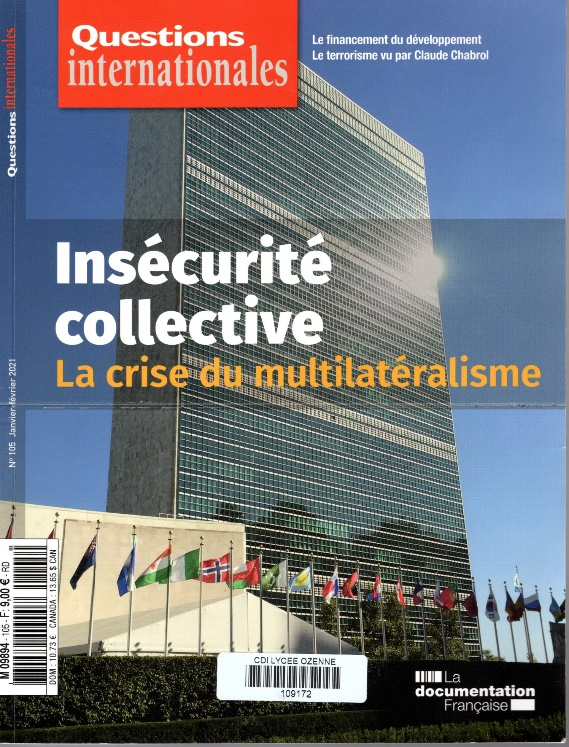 Questions
internationales
Le financement du développement
Le terrorisme vu par Claude Chabrol
Questions internationales
Insécurité
collective
La crise du multilatéralisme
N° 105 Janvier-février 2021
M 09894 - 105 - F: 9,00 € - RD
DOM : 10.73 € CANADA : 13.65 $ CAN
CDI LYCEE OZENNE
109172
La
documentation
Française